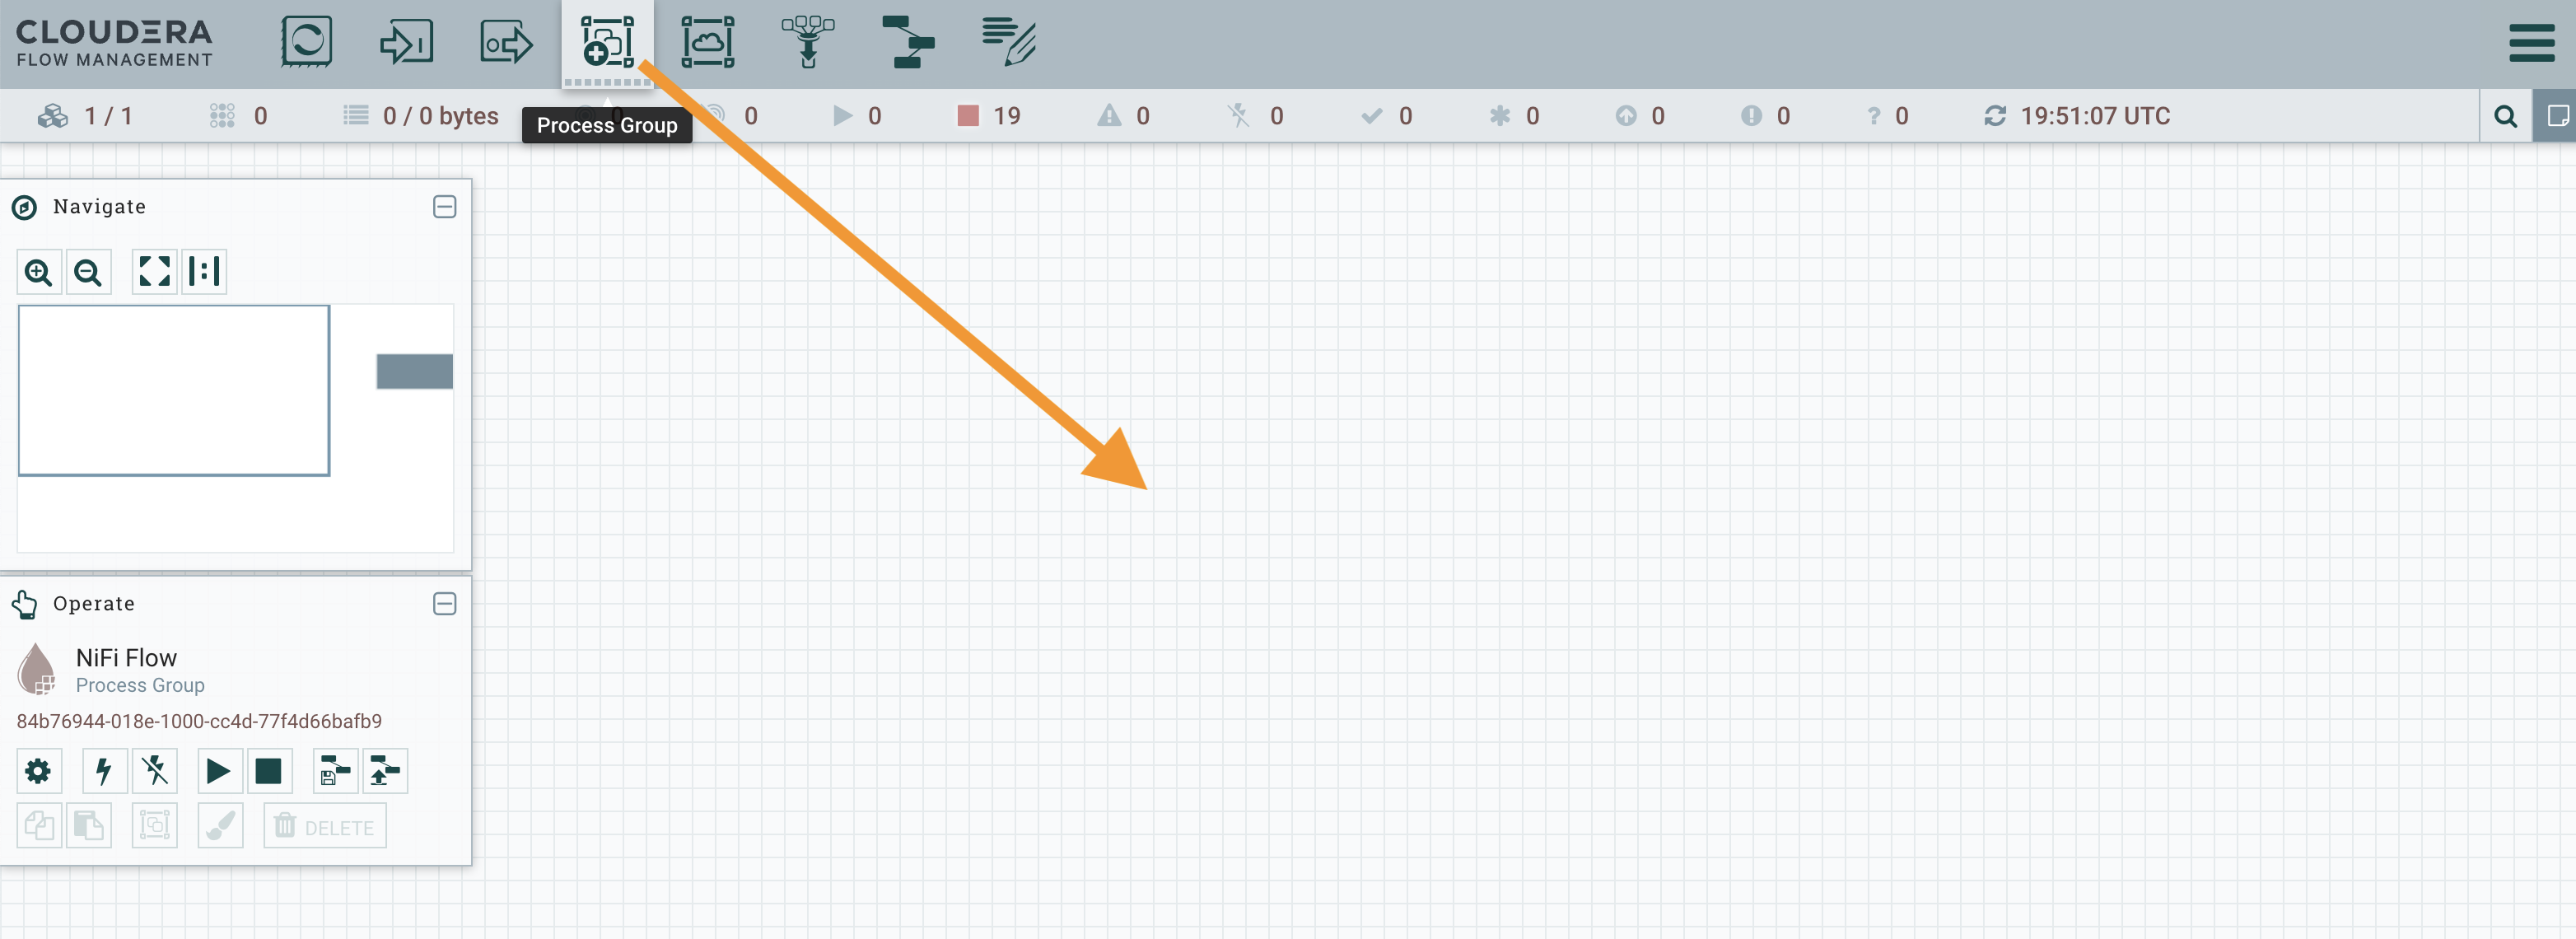 CLOUDERA
FLOW MANAGEMENT
1 / 1
0
0 / 0 bytes
0
0
0
19
0
0
0
0
0
0
0
19:51:07 UTC
Process Group
Navigate
Operate
NiFi Flow
Process Group
84b76944-018e-1000-cc4d-77f4d66bafb9
DELETE